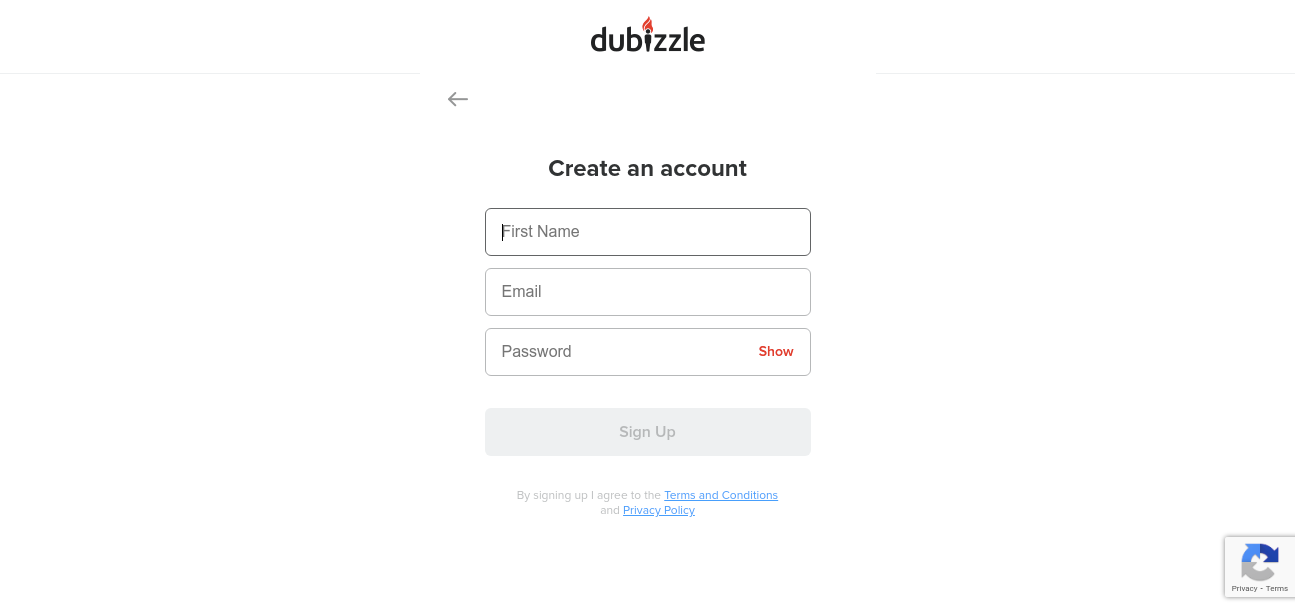 dubizzle
Create an account
First Name
Email
Password
Show
Sign Up
By signing up I agree to the Terms and Conditions
and Privacy Policy
Privacy - Terms